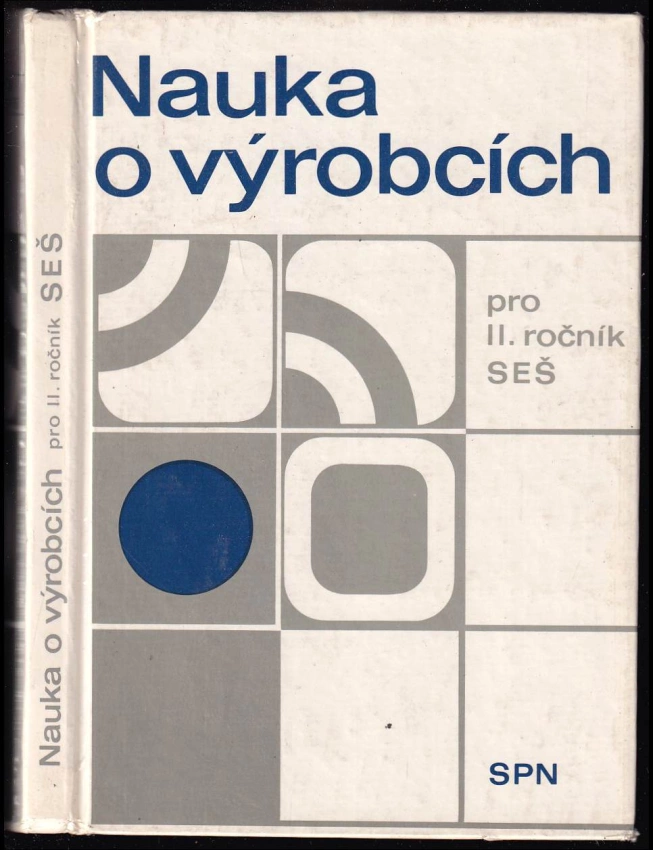 Nauka
o výrobcích
pro
II. ročník
SEŠ
SPN
Nauka o výrobcích pro II. ročník SEŠ